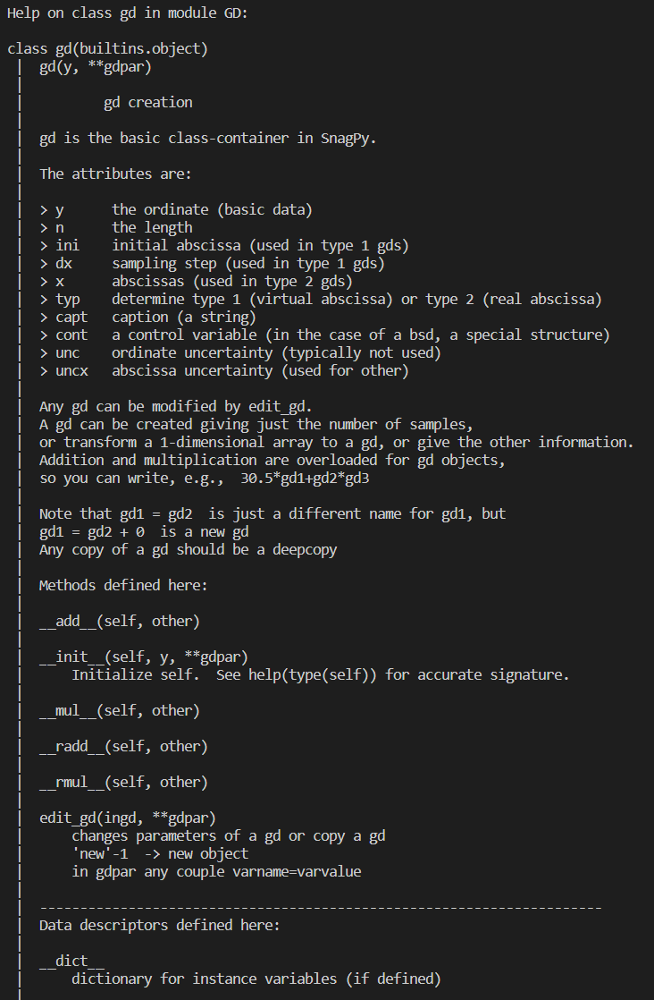 Help on class gd in module GD:
class gd(builtins.object)
 |  gd(y, **gdpar)
 |
 |          gd creation
 |
 |  gd is the basic class-container in SnagPy.
 |
 |  The attributes are:
 |
 |  > y     the ordinate (basic data)
 |  > n     the length
 |  > ini   initial abscissa (used in type 1 gds)
 |  > dx    sampling step (used in type 1 gds)
 |  > x     abscissas (used in type 2 gds)
 |  > typ   determine type 1 (virtual abscissa) or type 2 (real abscissa)
 |  > capt  caption (a string)
 |  > cont  a control variable (in the case of a bsd, a special structure)
 |  > unc   ordinate uncertainty (typically not used)
 |  > uncx  abscissa uncertainty (used for other)
 |
 |  Any gd can be modified by edit_gd.
 |  A gd can be created giving just the number of samples,
 |  or transform a 1-dimensional array to a gd, or give the other information.
 |  Addition and multiplication are overloaded for gd objects,
 |  so you can write, e.g.,  30.5*gd1+gd2*gd3
 |
 |  Note that gd1 = gd2  is just a different name for gd1, but
 |  gd1 = gd2 + 0  is a new gd
 |  Any copy of a gd should be a deepcopy
 |
 |  Methods defined here:
 |
 |  __add__(self, other)
 |
 |  __init__(self, y, **gdpar)
 |      Initialize self.  See help(type(self)) for accurate signature.
 |
 |  __mul__(self, other)
 |
 |  __radd__(self, other)
 |
 |  __rmul__(self, other)
 |
 |  edit_gd(ingd, **gdpar)
 |      changes parameters of a gd or copy a gd
 |      'new'-1  -> new object
 |      in gdpar any couple varname=varvalue
 |
 |  ----------------------------------------------------------------------
 |  Data descriptors defined here:
 |
 |  __dict__
 |      dictionary for instance variables (if defined)
 |